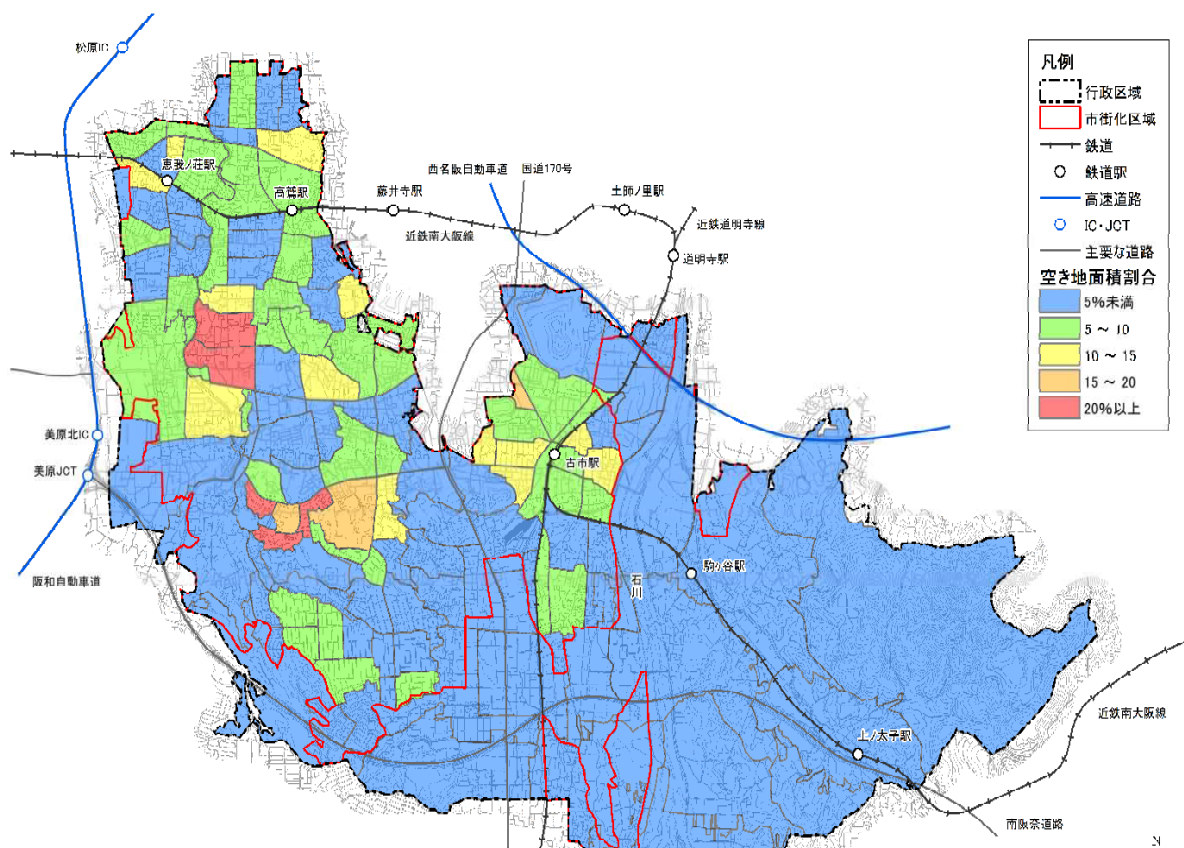 松原IC
凡例
行政区域
市街化区域
鉄道
鉄道駅
高速道路
IC・JCT
主要な道路
空き地面積割合
5%未満
5 ～ 10
10 ～ 15
15 ～ 20
20%以上
恵我ノ荘駅
高鷲駅
藤井寺駅
西名阪自動車道
国道170号
土師ノ里駅
近鉄南大阪線
近鉄道明寺線
道明寺駅
美原北IC
美原JCT
古市駅
阪和自動車道
石川
駒ヶ谷駅
上ノ太子駅
近鉄南大阪線
南阪奈道路